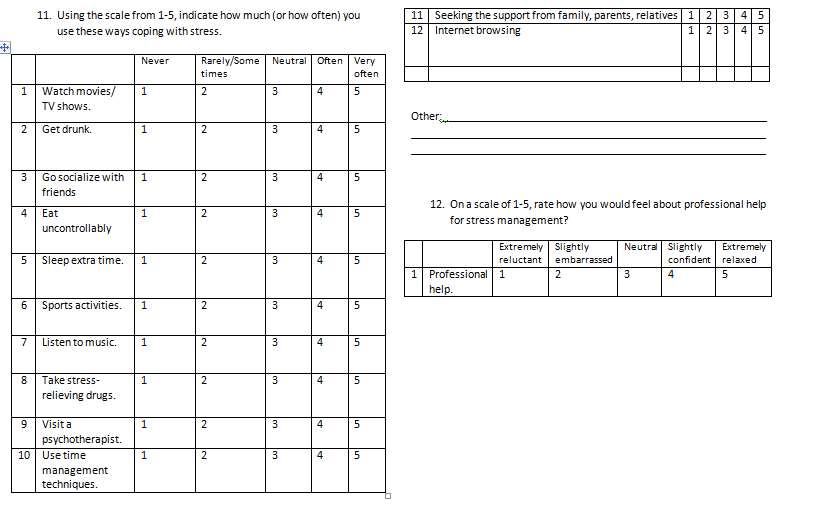 11. Using the scale from 1-5, indicate how much (or how often) you
use these ways coping with stress.
Never Rarely/Some Neutral Often Very
times often
1 Watch movies/ 1 2 3 4 5
TV shows.
2 Get drunk. 1 2 3 4 5
3 Go socialize with 1 2 3 4 5
friends
4 Eat 1 2 3 4 5
uncontrollably
5 Sleep extra time. 1 2 3 4 5
6 Sports activities. 1 2 3 4 5
7 Listen to music. 1 2 3 4 5
8 Take stress- 1 2 3 4 5
relieving drugs.
9 Visit a 1 2 3 4 5
psychotherapist.
10 Use time 1 2 3 4 5
management
techniques.
11 Seeking the support from family, parents, relatives 1 2 3 4 5
12 Internet browsing 1 2 3 4 5
Other:
12. On a scale of 1-5, rate how you would feel about professional help
for stress management?
Extremely Slightly Neutral Slightly Extremely
reluctant embarrassed confident relaxed
1 Professional 1 2 3 4 5
help.